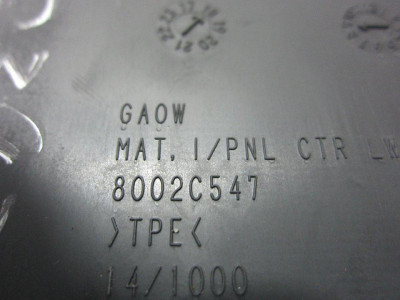 GAOW
MAT, I/PNL CTR
8002C547
>TPE<
14/1000